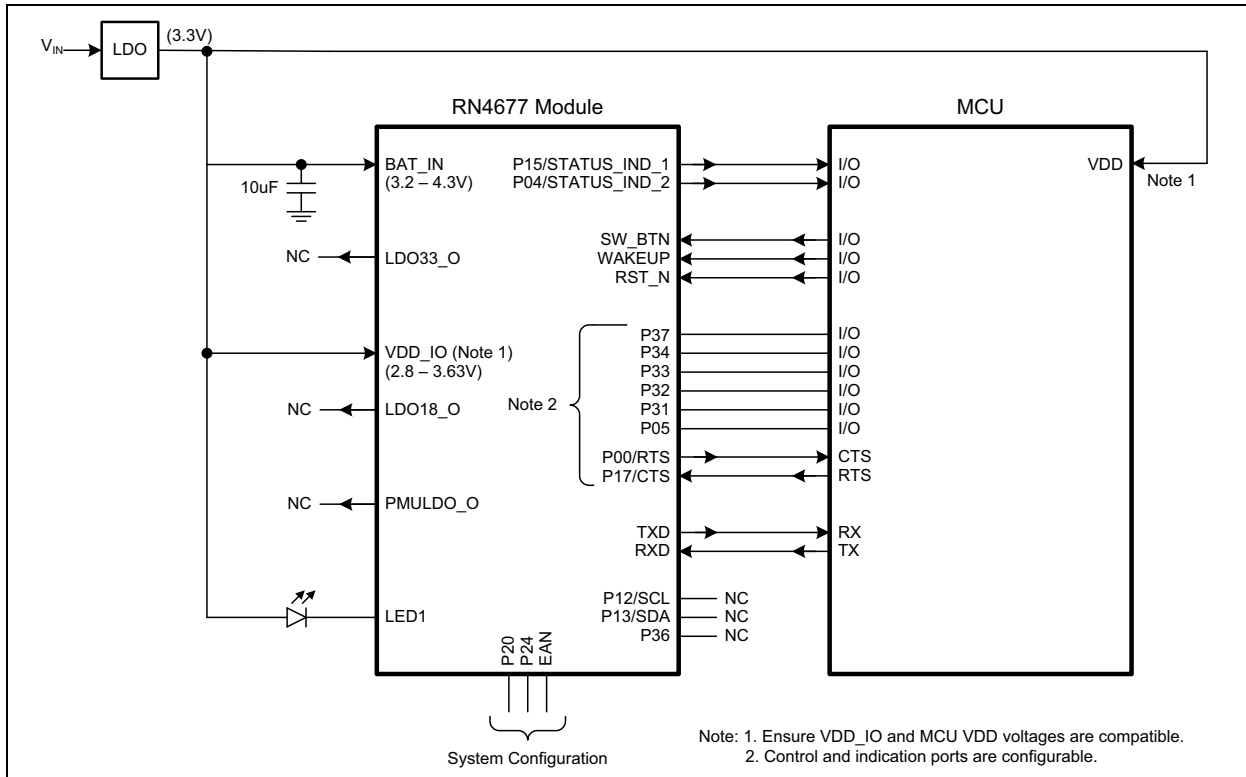 V_IN
LDO
(3.3V)
RN4677 Module
MCU
BAT_IN
(3.2 – 4.3V)
10uF
NC
LDO33_O
VDD_IO (Note 1)
(2.8 – 3.63V)
NC
LDO18_O
NC
PMULDO_O
LED1
P15/STATUS_IND_1
P04/STATUS_IND_2
SW_BTN
WAKEUP
RST_N
Note 2
P37
P34
P33
P32
P31
P05
P00/RTS
P17/CTS
TXD
RXD
P12/SCL
NC
P13/SDA
NC
P36
NC
P20
P24
EAN
System Configuration
I/O
I/O
I/O
I/O
I/O
I/O
I/O
I/O
I/O
I/O
I/O
CTS
RTS
RX
TX
VDD
Note 1
Note: 1. Ensure VDD_IO and MCU VDD voltages are compatible.
2. Control and indication ports are configurable.